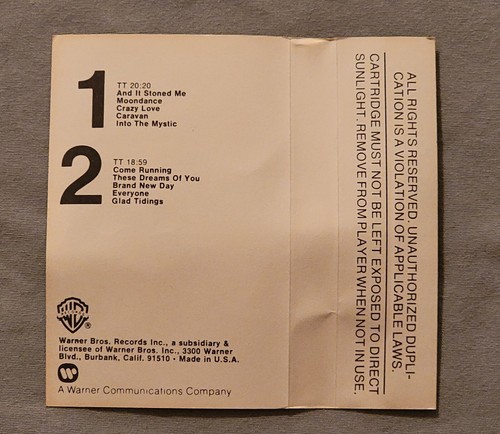 1
TT 20:20
And It Stoned Me
Moondance
Crazy Love
Caravan
Into The Mystic
2
TT 18:59
Come Running
These Dreams Of You
Brand New Day
Everyone
Glad Tidings
®
Warner Bros. Records Inc., a subsidiary &
licensee of Warner Bros. Inc., 3300 Warner
Blvd., Burbank, Calif. 91510 • Made in U.S.A.
A Warner Communications Company
ALL RIGHTS RESERVED. UNAUTHORIZED DUPLI-
CATION IS A VIOLATION OF APPLICABLE LAWS.
CARTRIDGE MUST NOT BE LEFT EXPOSED TO DIRECT
SUNLIGHT. REMOVE FROM PLAYER WHEN NOT IN USE.